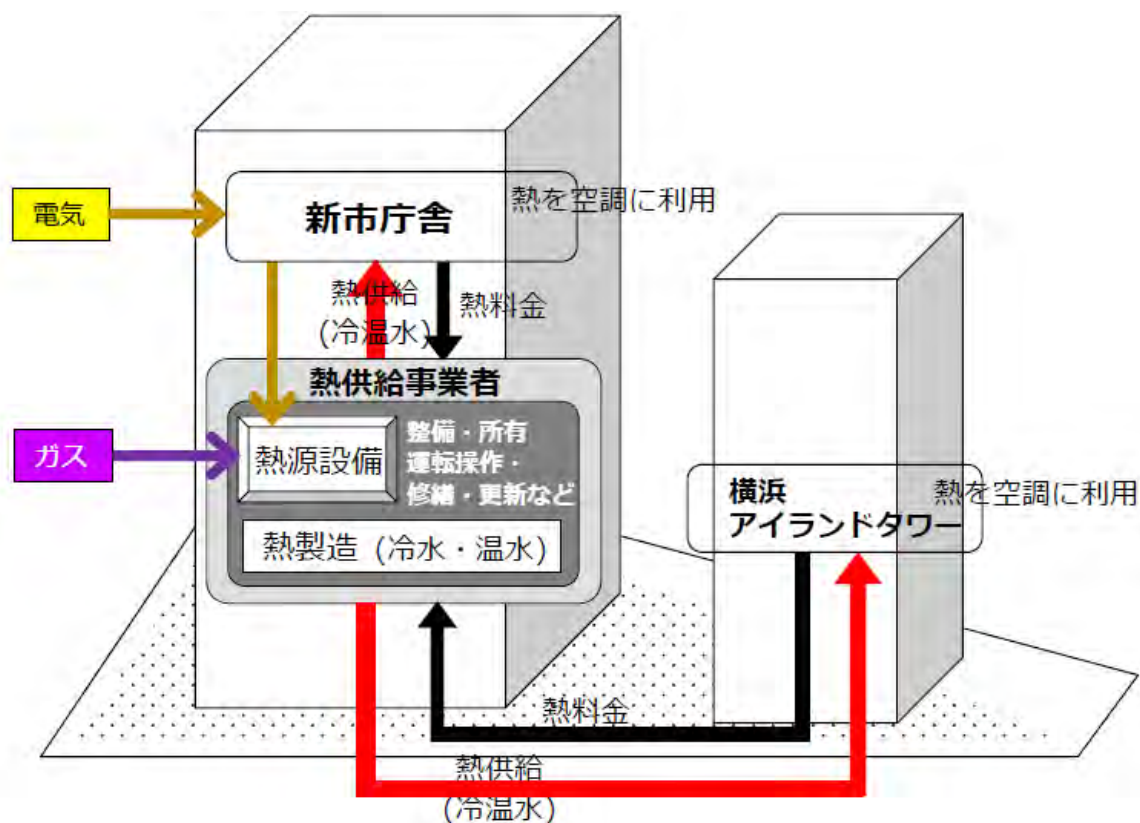 電気
新市庁舎
熱を空調に利用
熱供給
(冷温水)
熱料金
熱供給事業者
ガス
熱源設備
整備・所有
運転操作・
修繕・更新など
熱製造 (冷水・温水)
横浜
アイランドタワー
熱を空調に利用
熱料金
熱供給
(冷温水)